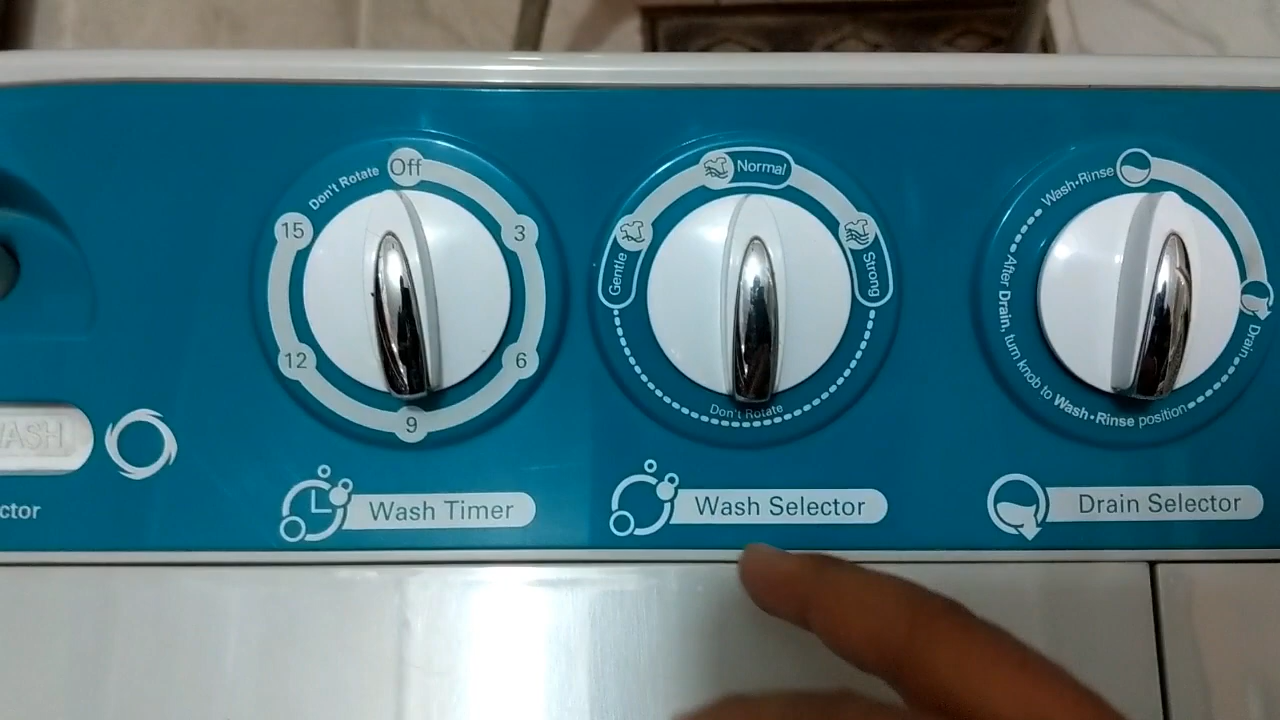 Don't Rotate
Off
3
6
9
12
15
Wash Timer
Normal
Gentle
Strong
Don't Rotate
Wash Selector
Wash•Rinse
Drain
After Drain, turn knob to Wash•Rinse position
Drain Selector
WASH
ctor